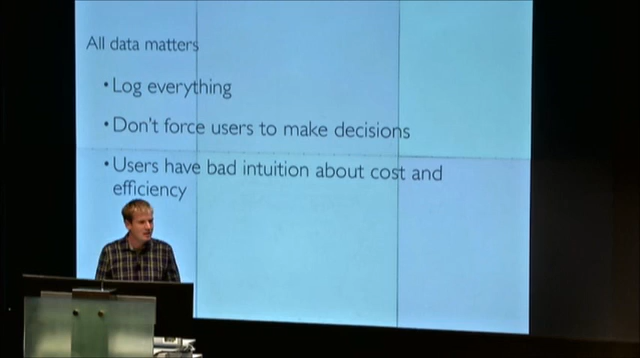 All data matters
• Log everything
• Don't force users to make decisions
• Users have bad intuition about cost and
efficiency